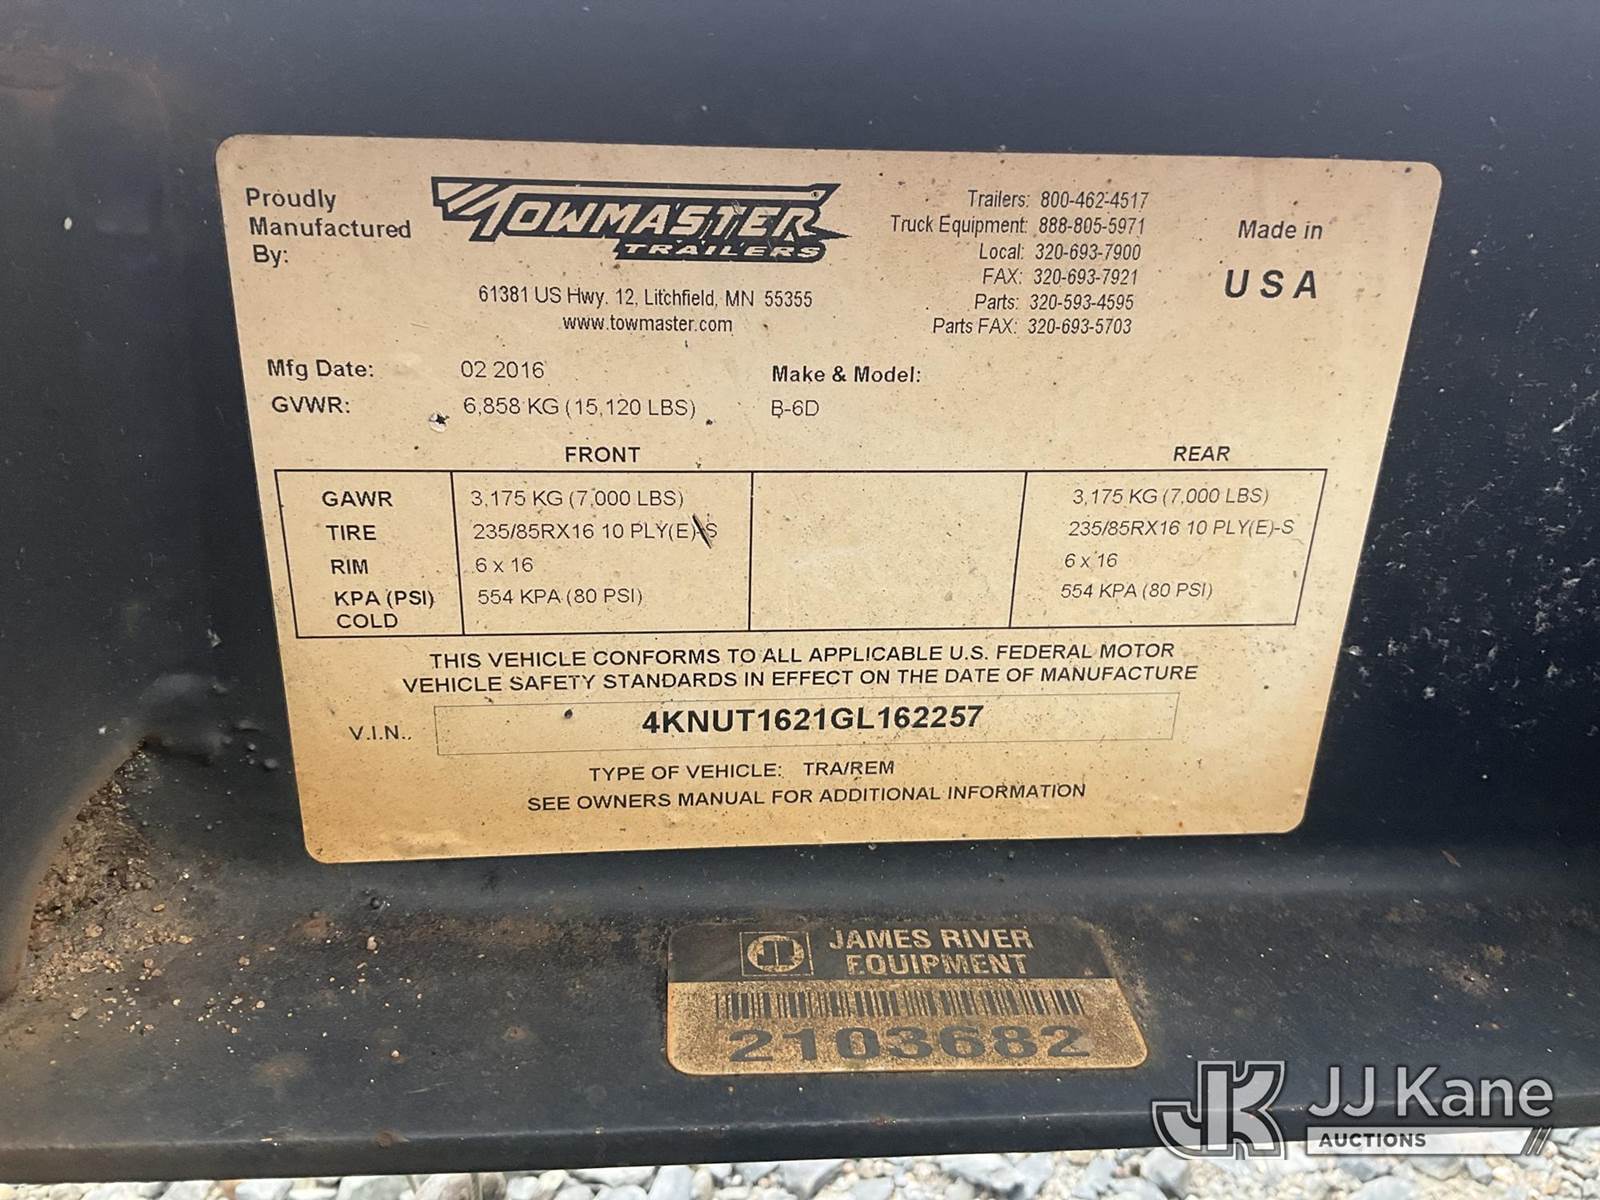 Proudly
Manufactured
By:
TOWMASTER
TRAILERS
61381 US Hwy. 12, Litchfield, MN 55355
www.towmaster.com
Trailers: 800-462-4517
Truck Equipment: 888-805-5971
Local: 320-693-7900
FAX: 320-693-7921
Parts: 320-593-4595
Parts FAX: 320-693-5703
Made in
USA
Mfg Date: 02 2016
Make & Model:
GVWR: 6,858 KG (15,120 LBS)
B-6D
FRONT REAR
GAWR 3,175 KG (7,000 LBS) 3,175 KG (7,000 LBS)
TIRE 235/85RX16 10 PLY(E)-S 235/85RX16 10 PLY(E)-S
RIM 6 x 16 6 x 16
KPA (PSI) 554 KPA (80 PSI) 554 KPA (80 PSI)
COLD
THIS VEHICLE CONFORMS TO ALL APPLICABLE U.S. FEDERAL MOTOR
VEHICLE SAFETY STANDARDS IN EFFECT ON THE DATE OF MANUFACTURE
V.I.N.. 4KNUT1621GL162257
TYPE OF VEHICLE: TRA/REM
SEE OWNERS MANUAL FOR ADDITIONAL INFORMATION
JAMES RIVER
EQUIPMENT
2103682
JK JJ Kane
AUCTIONS